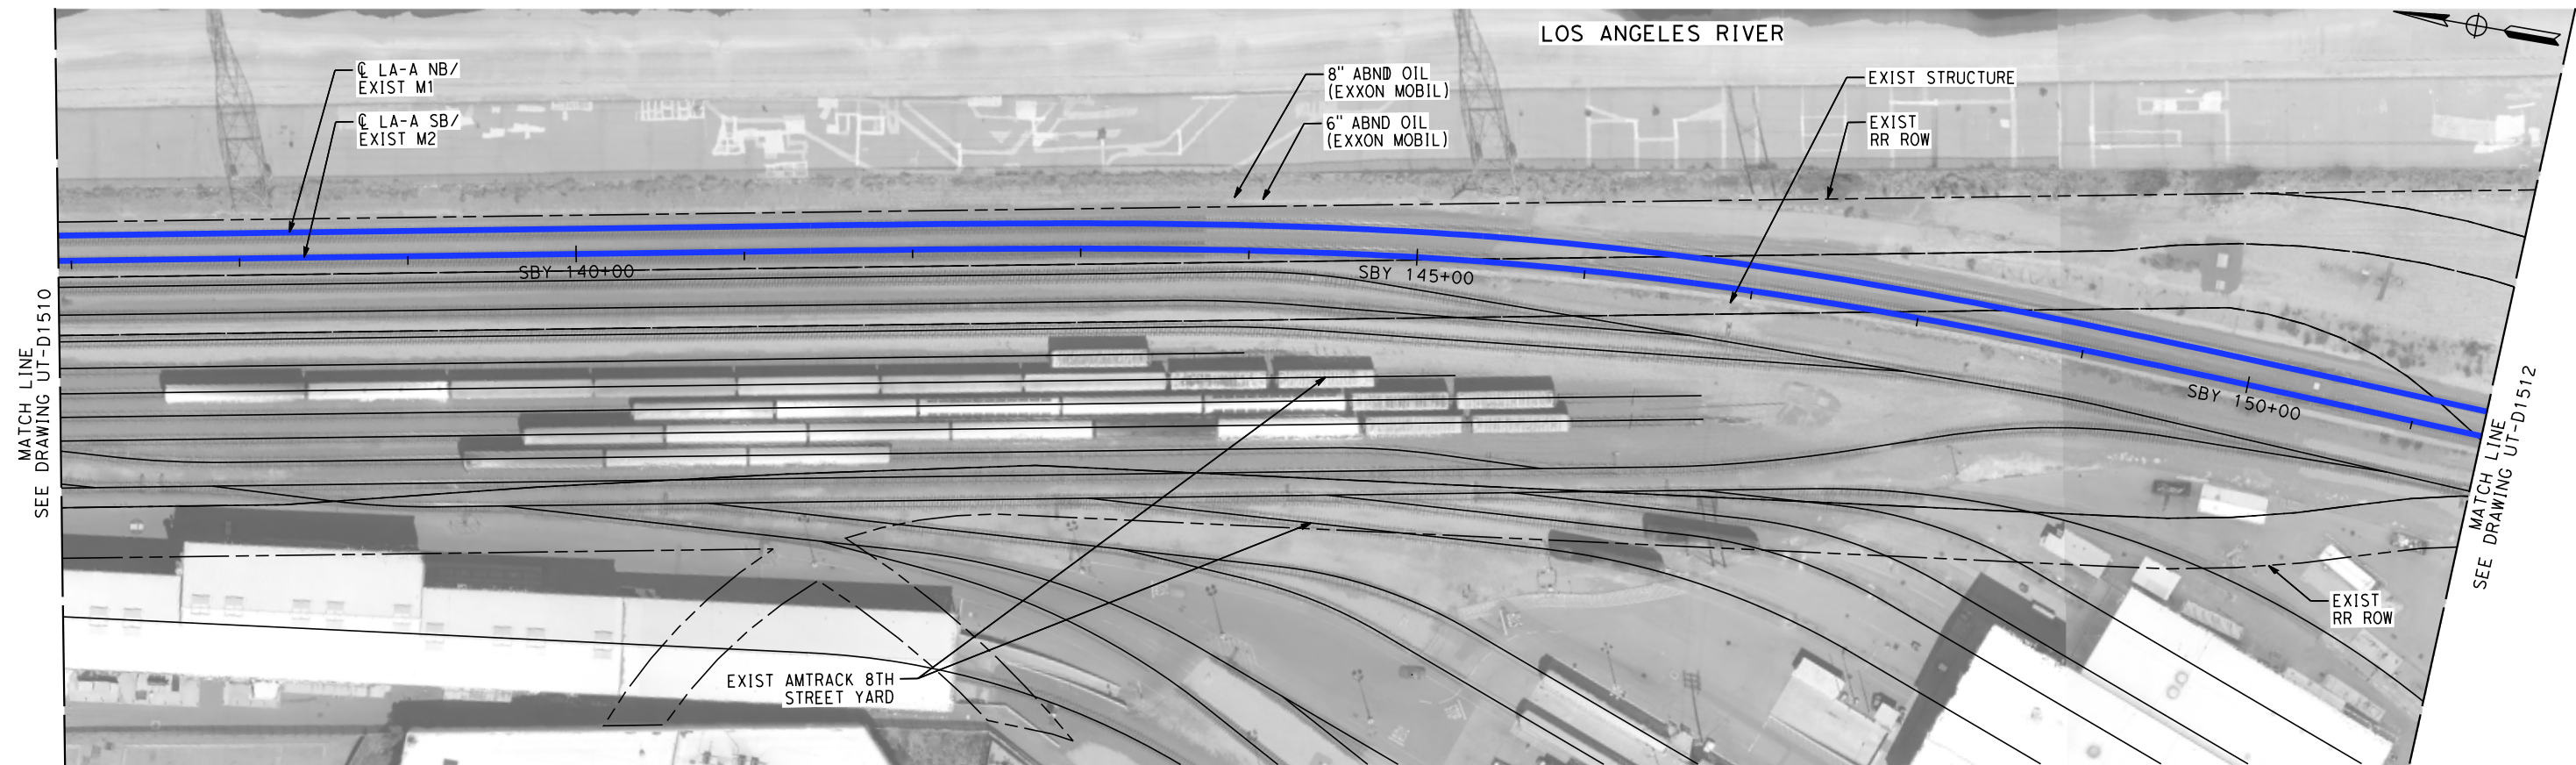 LOS ANGELES RIVER
℄ LA-A NB/
EXIST M1
℄ LA-A SB/
EXIST M2
8" ABND OIL
(EXXON MOBIL)
6" ABND OIL
(EXXON MOBIL)
EXIST STRUCTURE
EXIST
RR ROW
SBY 140+00
SBY 145+00
SBY 150+00
MATCH LINE
SEE DRAWING UT-D1510
MATCH LINE
SEE DRAWING UT-D1512
EXIST
RR ROW
EXIST AMTRACK 8TH
STREET YARD